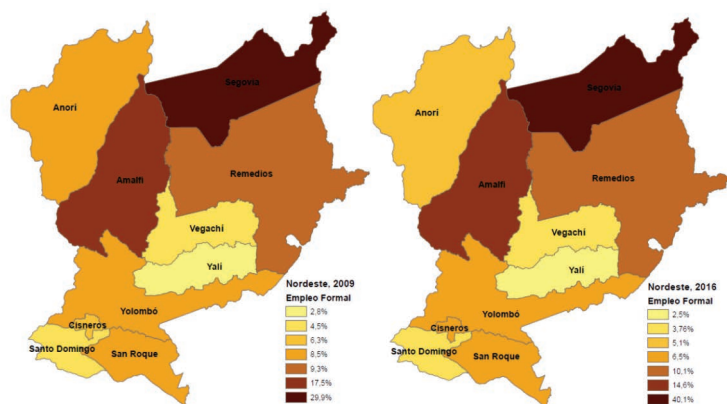 Segovia
Anorí
Amalfi
Remedios
Vegachí
Yalí
Yolombó
Cisneros
Santo Domingo
San Roque
Nordeste, 2009
Empleo Formal
2,8%
4,5%
6,3%
8,5%
9,3%
17,5%
29,9%
Segovia
Anorí
Amalfi
Remedios
Vegachí
Yalí
Yolombó
Cisneros
Santo Domingo
San Roque
Nordeste, 2016
Empleo Formal
2.5%
3.76%
5.1%
6.5%
10,1%
14,6%
40,1%